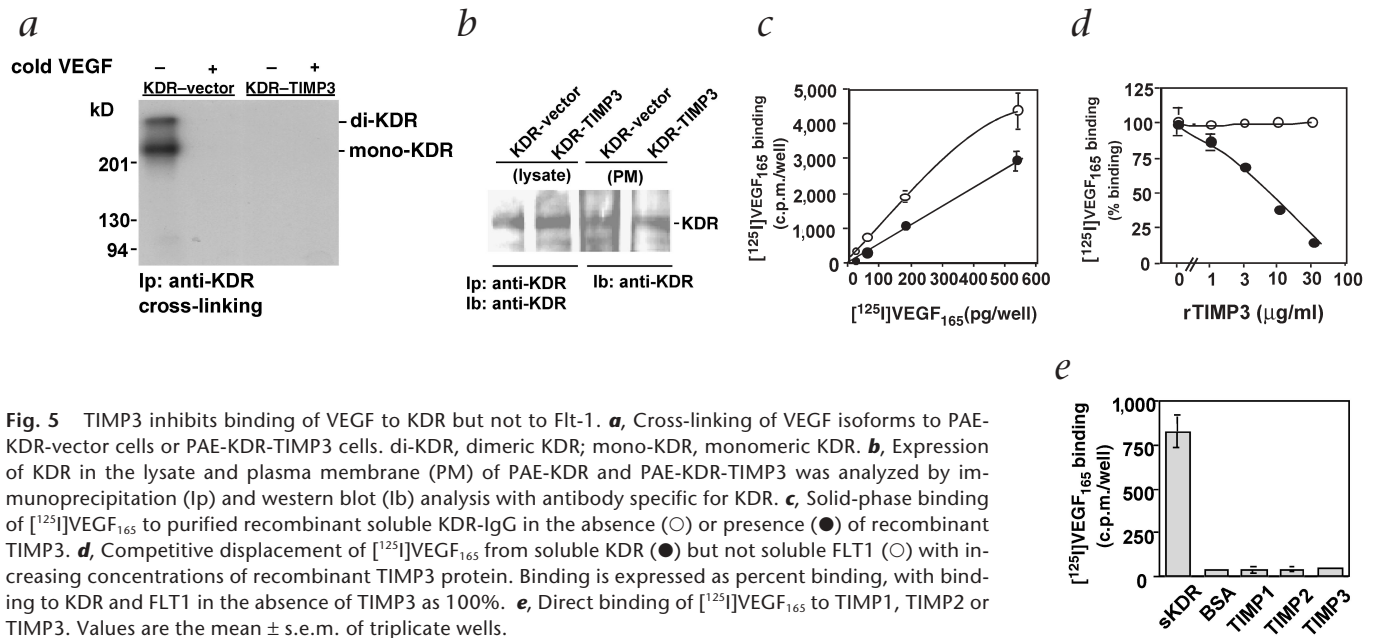 a
cold VEGF – + – +
KDR–vector KDR–TIMP3
kD
di-KDR
mono-KDR
201-
130-
94-
Ip: anti-KDR
cross-linking
b
KDR-vector
KDR-TIMP3
KDR-vector
KDR-TIMP3
(lysate) (PM)
-KDR
Ip: anti-KDR Ib: anti-KDR
Ib: anti-KDR
c
[¹²⁵I]VEGF₁₆₅ binding
(c.p.m./well)
5,000
4,000
3,000
2,000
1,000
0
0 100 200 300 400 500 600
[¹²⁵I]VEGF₁₆₅(pg/well)
d
[¹²⁵I]VEGF₁₆₅ binding
(% binding)
125
100
75
50
25
0
0 1 3 10 30 100
rTIMP3 (μg/ml)
e
[¹²⁵I]VEGF₁₆₅ binding
(c.p.m./well)
1,000
750
500
250
0
sKDR BSA TIMP1 TIMP2 TIMP3
Fig. 5 TIMP3 inhibits binding of VEGF to KDR but not to Flt-1. a, Cross-linking of VEGF isoforms to PAE-
KDR-vector cells or PAE-KDR-TIMP3 cells. di-KDR, dimeric KDR; mono-KDR, monomeric KDR. b, Expression
of KDR in the lysate and plasma membrane (PM) of PAE-KDR and PAE-KDR-TIMP3 was analyzed by im-
munoprecipitation (Ip) and western blot (Ib) analysis with antibody specific for KDR. c, Solid-phase binding
of [¹²⁵I]VEGF₁₆₅ to purified recombinant soluble KDR-IgG in the absence (○) or presence (●) of recombinant
TIMP3. d, Competitive displacement of [¹²⁵I]VEGF₁₆₅ from soluble KDR (●) but not soluble FLT1 (○) with in-
creasing concentrations of recombinant TIMP3 protein. Binding is expressed as percent binding, with bind-
ing to KDR and FLT1 in the absence of TIMP3 as 100%. e, Direct binding of [¹²⁵I]VEGF₁₆₅ to TIMP1, TIMP2 or
TIMP3. Values are the mean ± s.e.m. of triplicate wells.